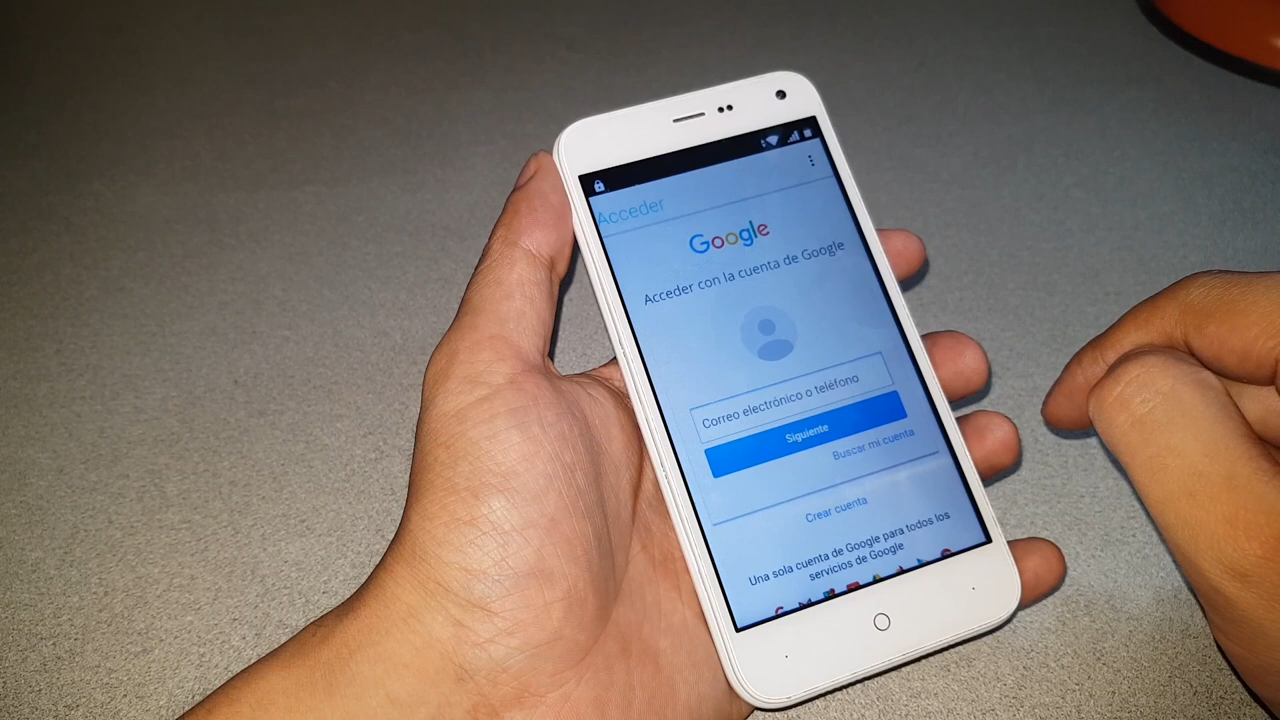 Acceder
Google
Acceder con la cuenta de Google
Correo electrónico o teléfono
Siguiente
Buscar mi cuenta
Crear cuenta
Una sola cuenta de Google para todos los
servicios de Google